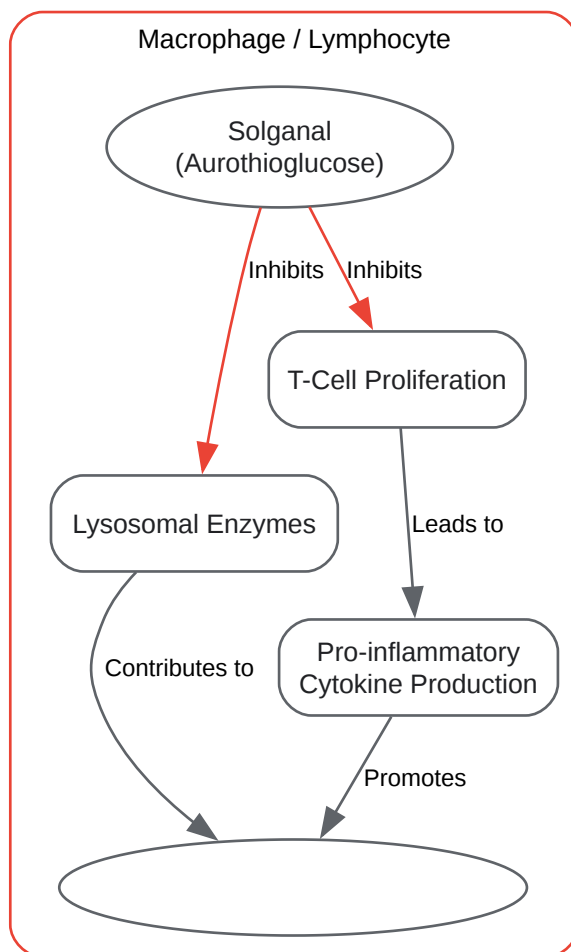 Macrophage / Lymphocyte
Solganal
(Aurothioglucose)
Inhibits
Inhibits
T-Cell Proliferation
Lysosomal Enzymes
Leads to
Contributes to
Pro-inflammatory
Cytokine Production
Promotes